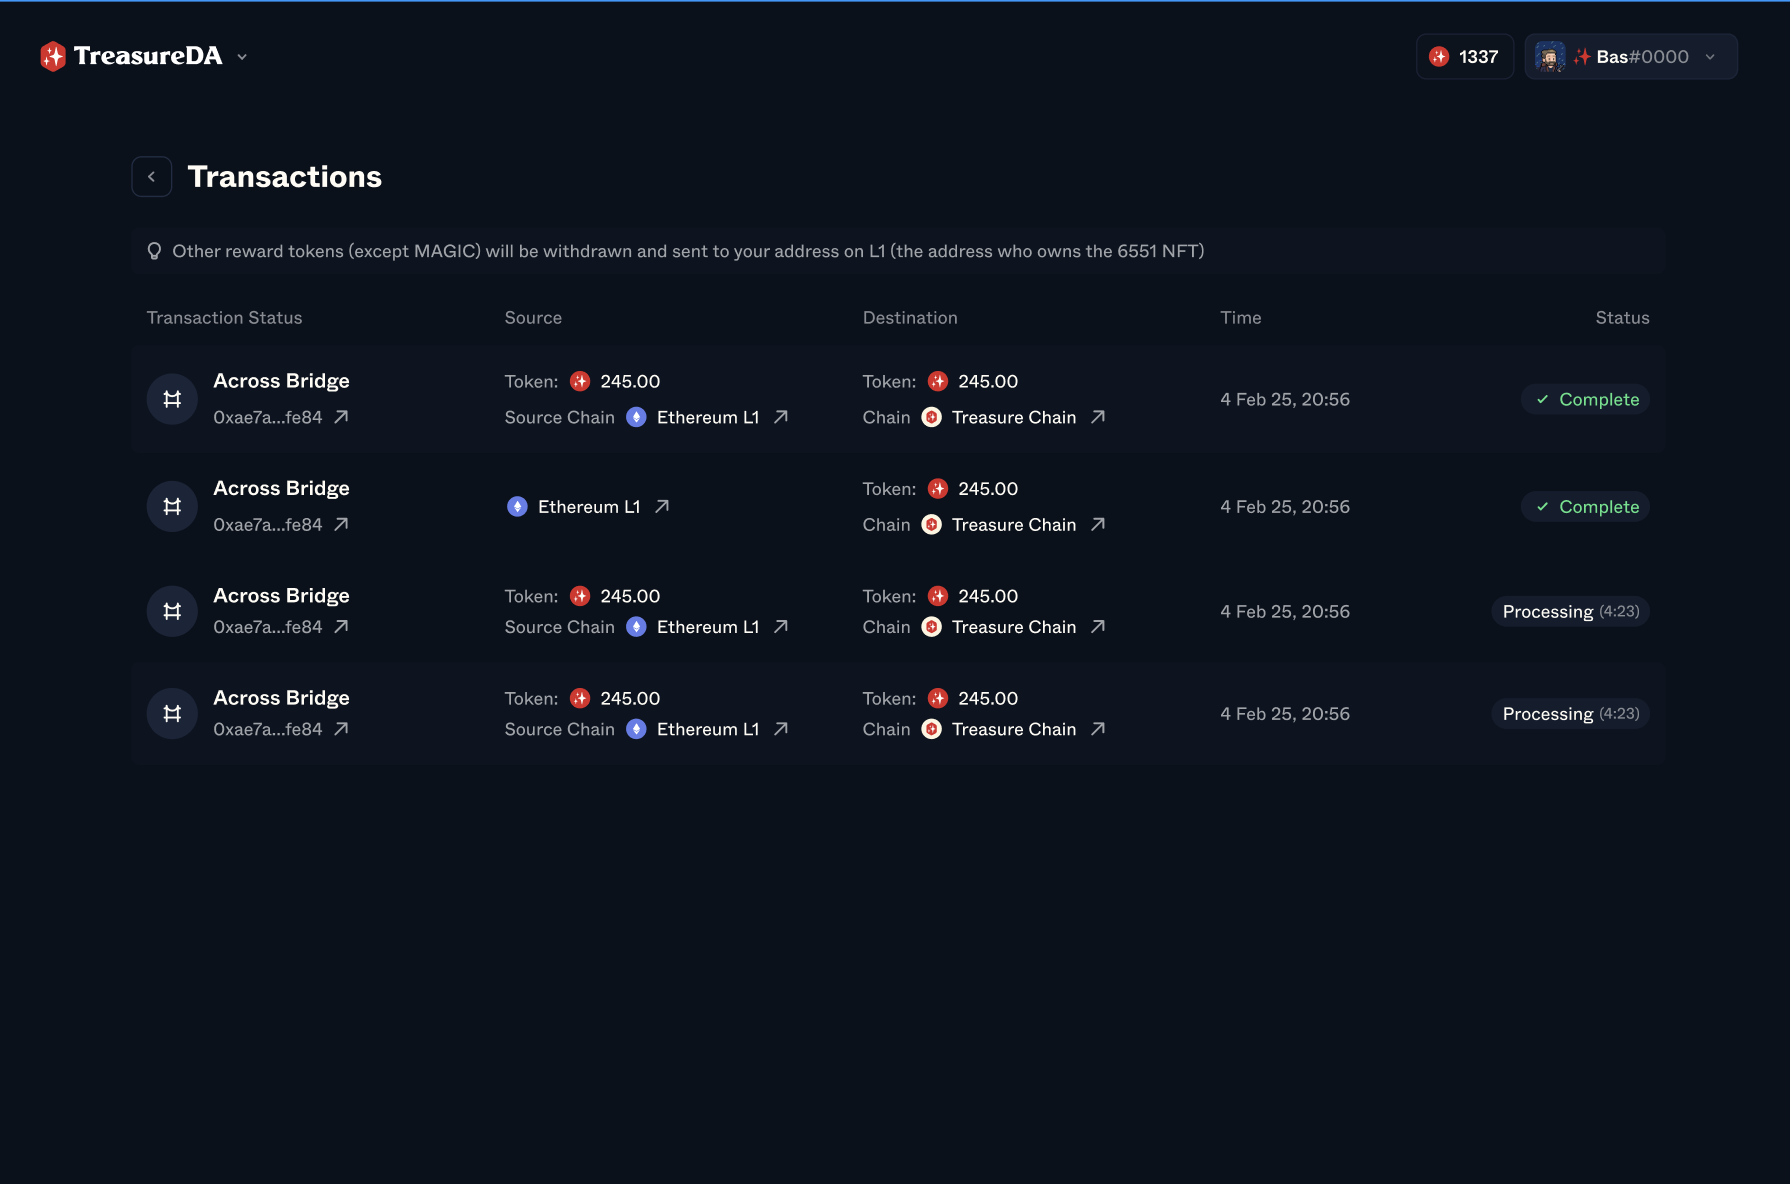 TreasureDA
1337
Bas#0000
Transactions
Other reward tokens (except MAGIC) will be withdrawn and sent to your address on L1 (the address who owns the 6551 NFT)
Transaction Status Source Destination Time Status
Across Bridge Token: 245.00 Token: 245.00
4 Feb 25, 20:56 Complete
0xae7a...fe84 Source Chain Ethereum L1 Chain Treasure Chain
Across Bridge Token: 245.00
Ethereum L1 4 Feb 25, 20:56 Complete
0xae7a...fe84 Chain Treasure Chain
Across Bridge Token: 245.00 Token: 245.00
4 Feb 25, 20:56 Processing (4:23)
0xae7a...fe84 Source Chain Ethereum L1 Chain Treasure Chain
Across Bridge Token: 245.00 Token: 245.00
4 Feb 25, 20:56 Processing (4:23)
0xae7a...fe84 Source Chain Ethereum L1 Chain Treasure Chain